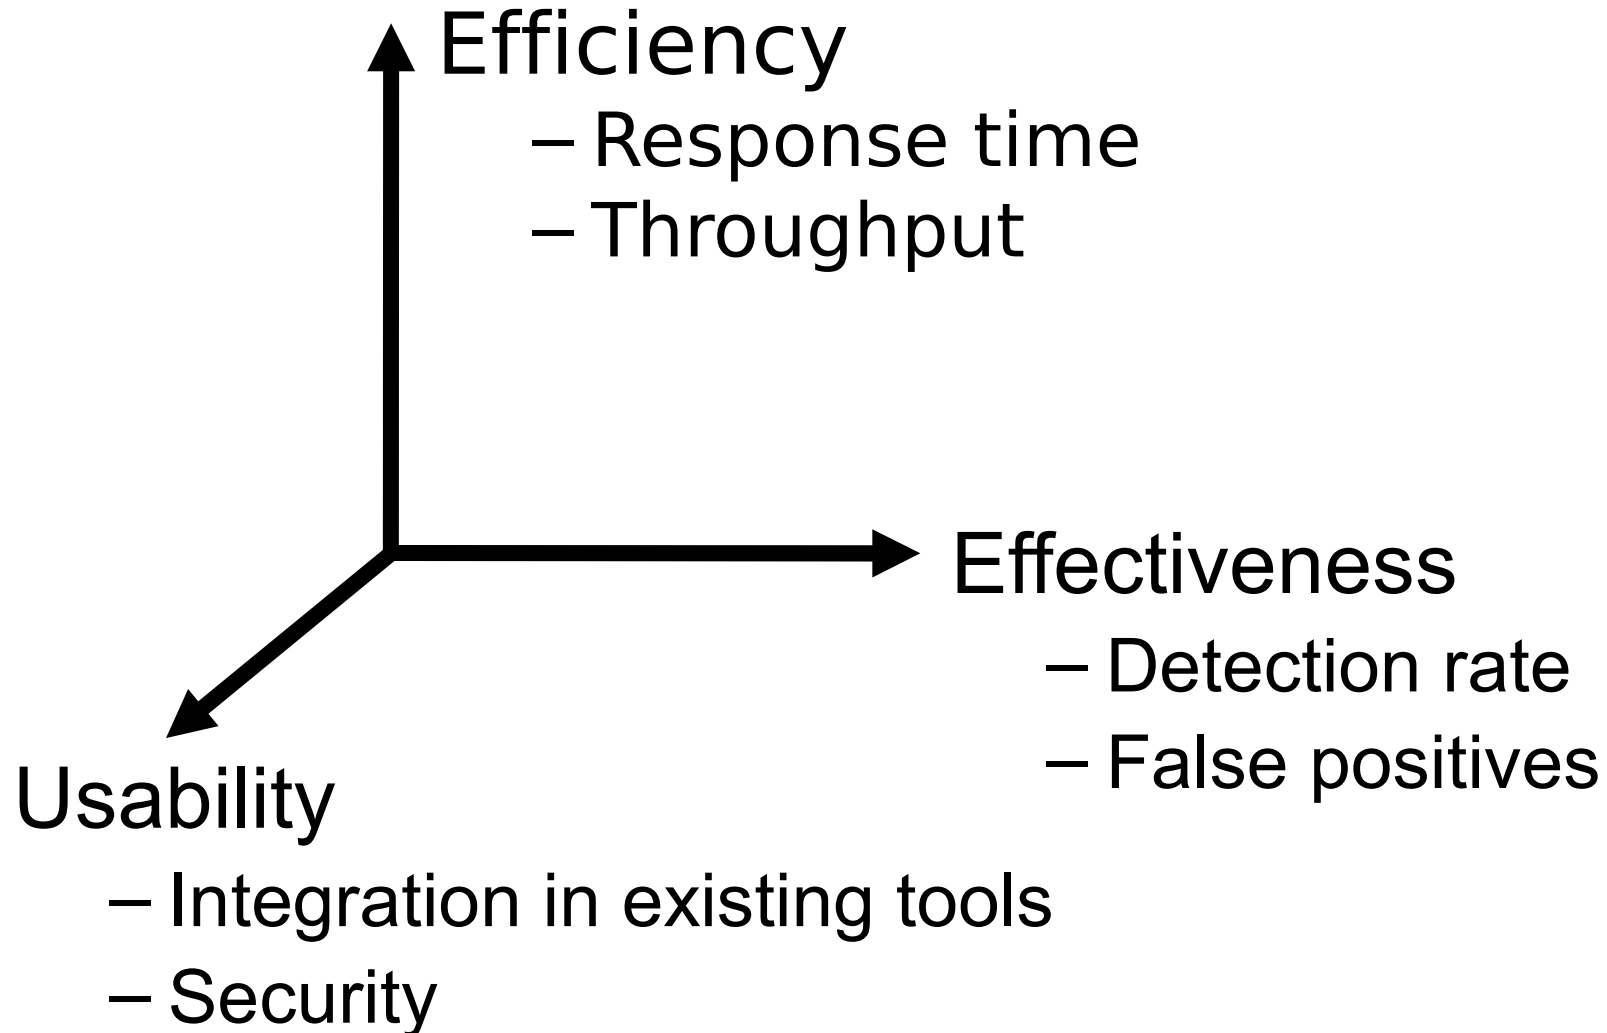 Efficiency
– Response time
– Throughput
Effectiveness
– Detection rate
– False positives
Usability
– Integration in existing tools
– Security